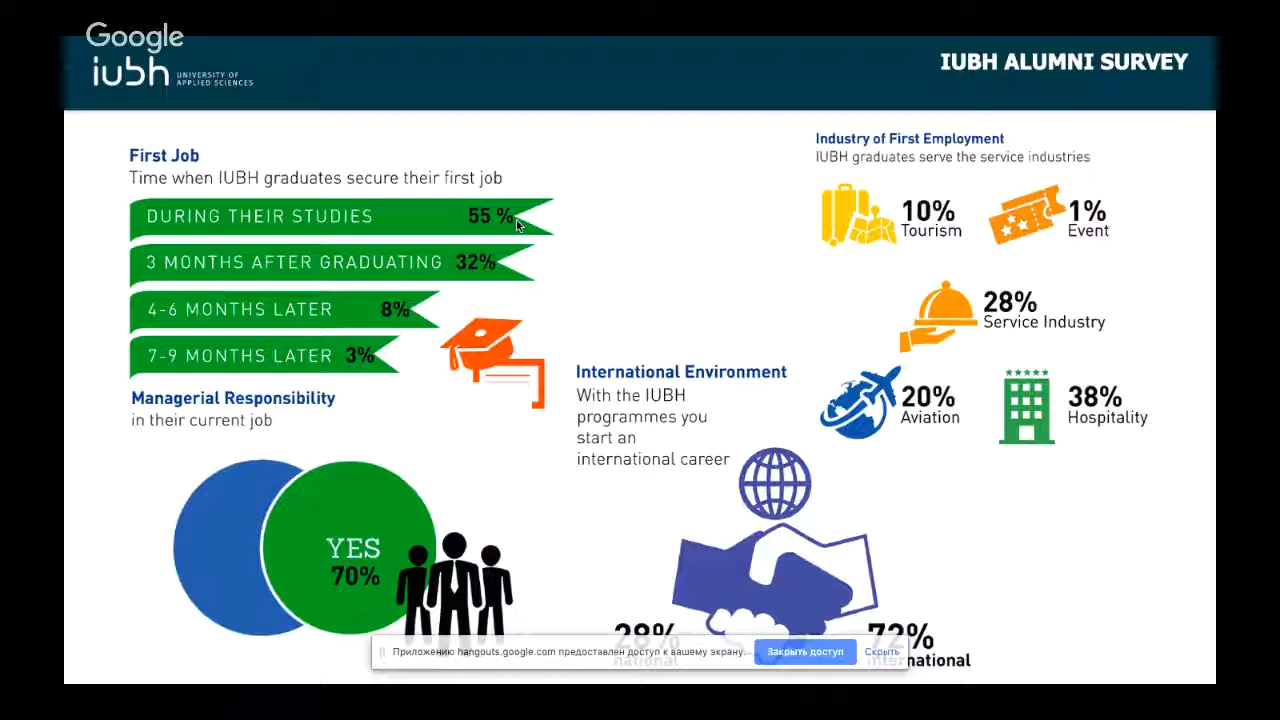 Google
iubh UNIVERSITY OF
APPLIED SCIENCES
IUBH ALUMNI SURVEY
First Job
Time when IUBH graduates secure their first job
DURING THEIR STUDIES 55 %
3 MONTHS AFTER GRADUATING 32%
4-6 MONTHS LATER 8%
7-9 MONTHS LATER 3%
Managerial Responsibility
in their current job
YES
70%
International Environment
With the IUBH
programmes you
start an
international career
28%
national
72%
international
Industry of First Employment
IUBH graduates serve the service industries
10%
Tourism
1%
Event
28%
Service Industry
20%
Aviation
38%
Hospitality
Приложению hangouts.google.com предоставлен доступ к вашему экрану.
Закрыть доступ
Скрыть